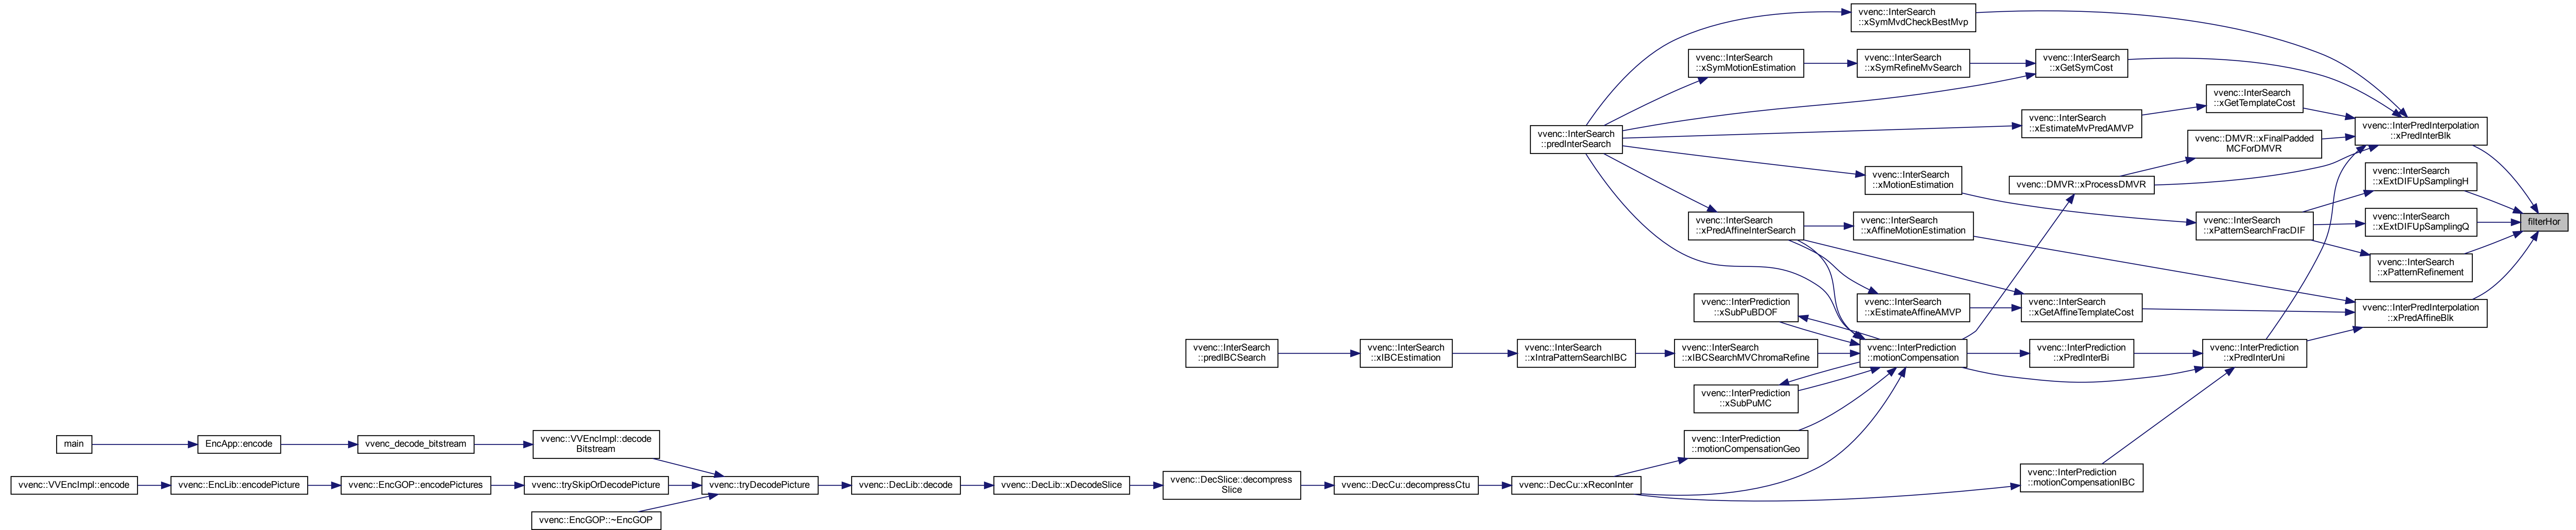 vvenc::InterSearch
::xSymMvdCheckBestMvp
vvenc::InterSearch
::xSymMotionEstimation
vvenc::InterSearch
::xSymRefineMvSearch
vvenc::InterSearch
::xGetSymCost
vvenc::InterSearch
::xGetTemplateCost
vvenc::InterSearch
::predInterSearch
vvenc::InterSearch
::xEstimateMvPredAMVP
vvenc::DMVR::xFinalPadded
MCForDMVR
vvenc::InterPredInterpolation
::xPredInterBlk
vvenc::InterSearch
::xMotionEstimation
vvenc::DMVR::xProcessDMVR
vvenc::InterSearch
::xExtDIFUpSamplingH
vvenc::InterSearch
::xPredAffineInterSearch
vvenc::InterSearch
::xAffineMotionEstimation
vvenc::InterSearch
::xPatternSearchFracDIF
vvenc::InterSearch
::xExtDIFUpSamplingQ
filterHor
vvenc::InterSearch
::xPatternRefinement
vvenc::InterPrediction
::xSubPuBDOF
vvenc::InterSearch
::xEstimateAffineAMVP
vvenc::InterSearch
::xGetAffineTemplateCost
vvenc::InterPredInterpolation
::xPredAffineBlk
vvenc::InterSearch
::predIBCSearch
vvenc::InterSearch
::xIBCEstimation
vvenc::InterSearch
::xIntraPatternSearchIBC
vvenc::InterSearch
::xIBCSearchMVChromaRefine
vvenc::InterPrediction
::motionCompensation
vvenc::InterPrediction
::xPredInterBi
vvenc::InterPrediction
::xPredInterUni
vvenc::InterPrediction
::xSubPuMC
main
EncApp::encode
vvenc_decode_bitstream
vvenc::VVEncImpl::decode
Bitstream
vvenc::InterPrediction
::motionCompensationGeo
vvenc::VVEncImpl::encode
vvenc::EncLib::encodePicture
vvenc::EncGOP::encodePictures
vvenc::trySkipOrDecodePicture
vvenc::tryDecodePicture
vvenc::DecLib::decode
vvenc::DecLib::xDecodeSlice
vvenc::DecSlice::decompress
Slice
vvenc::DecCu::decompressCtu
vvenc::DecCu::xReconInter
vvenc::InterPrediction
::motionCompensationIBC
vvenc::EncGOP::~EncGOP